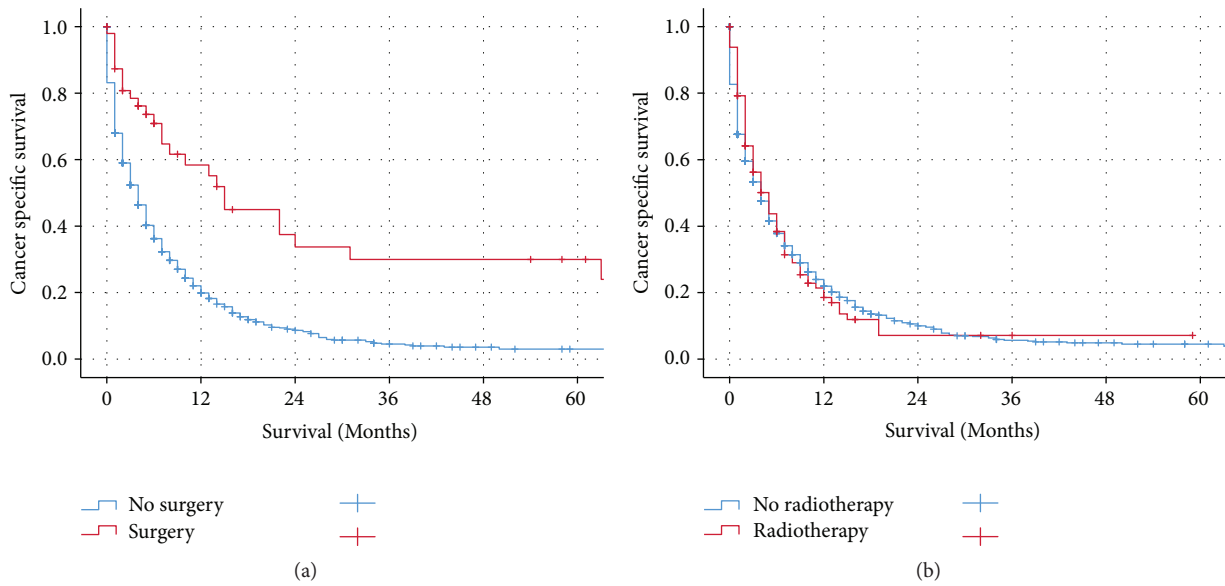 1.0
0.8
0.6
0.4
0.2
0.0
Cancer specific survival
0 12 24 36 48 60
Survival (Months)
No surgery
Surgery
(a)
1.0
0.8
0.6
0.4
0.2
0.0
Cancer specific survival
0 12 24 36 48 60
Survival (Months)
No radiotherapy
Radiotherapy
(b)